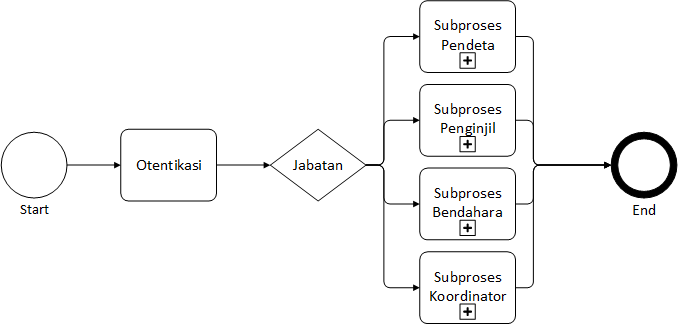 Start
Otentikasi
Jabatan
Subproses
Pendeta
Subproses
Penginjil
Subproses
Bendahara
Subproses
Koordinator
End